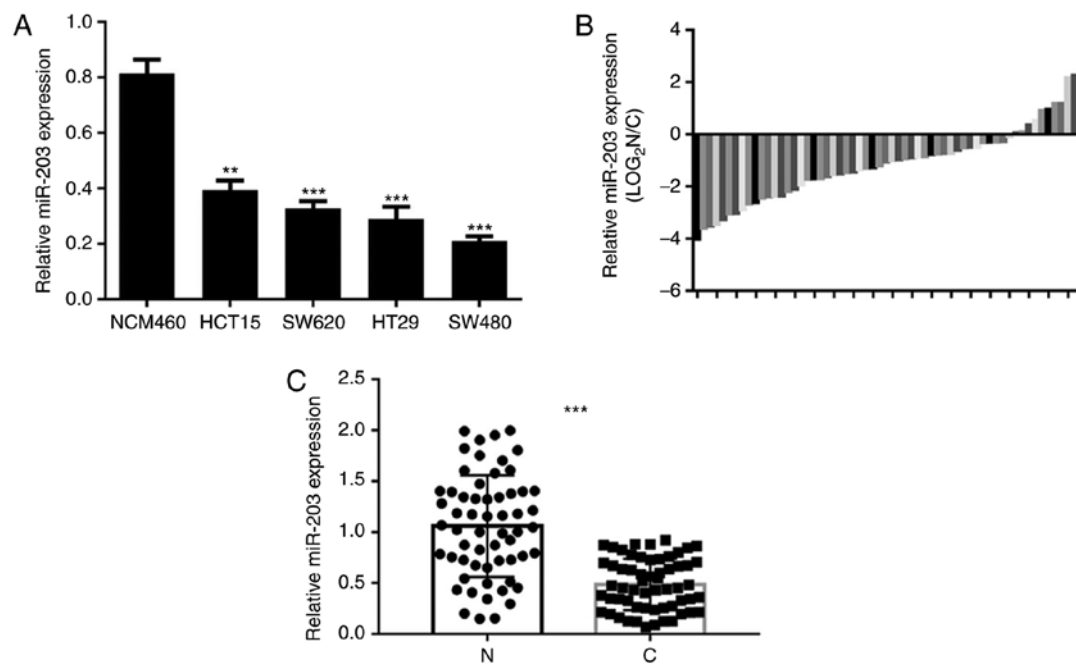 A
Relative miR-203 expression
1.0
0.8
0.6
0.4
0.2
0.0
**
***
***
***
NCM460 HCT15 SW620 HT29 SW480
B
Relative miR-203 expression
(LOG₂N/C)
4
2
0
–2
–4
–6
C
Relative miR-203 expression
2.5
2.0
1.5
1.0
0.5
0.0
***
N C